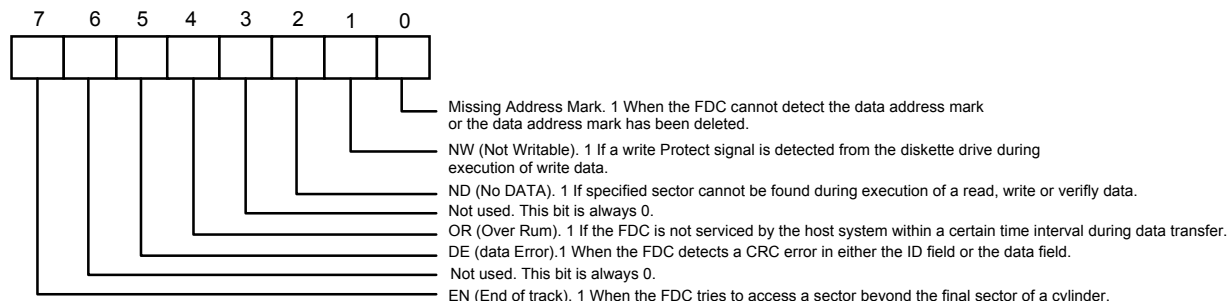 7 6 5 4 3 2 1 0
Missing Address Mark. 1 When the FDC cannot detect the data address mark
or the data address mark has been deleted.
NW (Not Writable). 1 If a write Protect signal is detected from the diskette drive during
execution of write data.
ND (No DATA). 1 If specified sector cannot be found during execution of a read, write or verifly data.
Not used. This bit is always 0.
OR (Over Rum). 1 If the FDC is not serviced by the host system within a certain time interval during data transfer.
DE (data Error).1 When the FDC detects a CRC error in either the ID field or the data field.
Not used. This bit is always 0.
EN (End of track). 1 When the FDC tries to access a sector beyond the final sector of a cylinder.